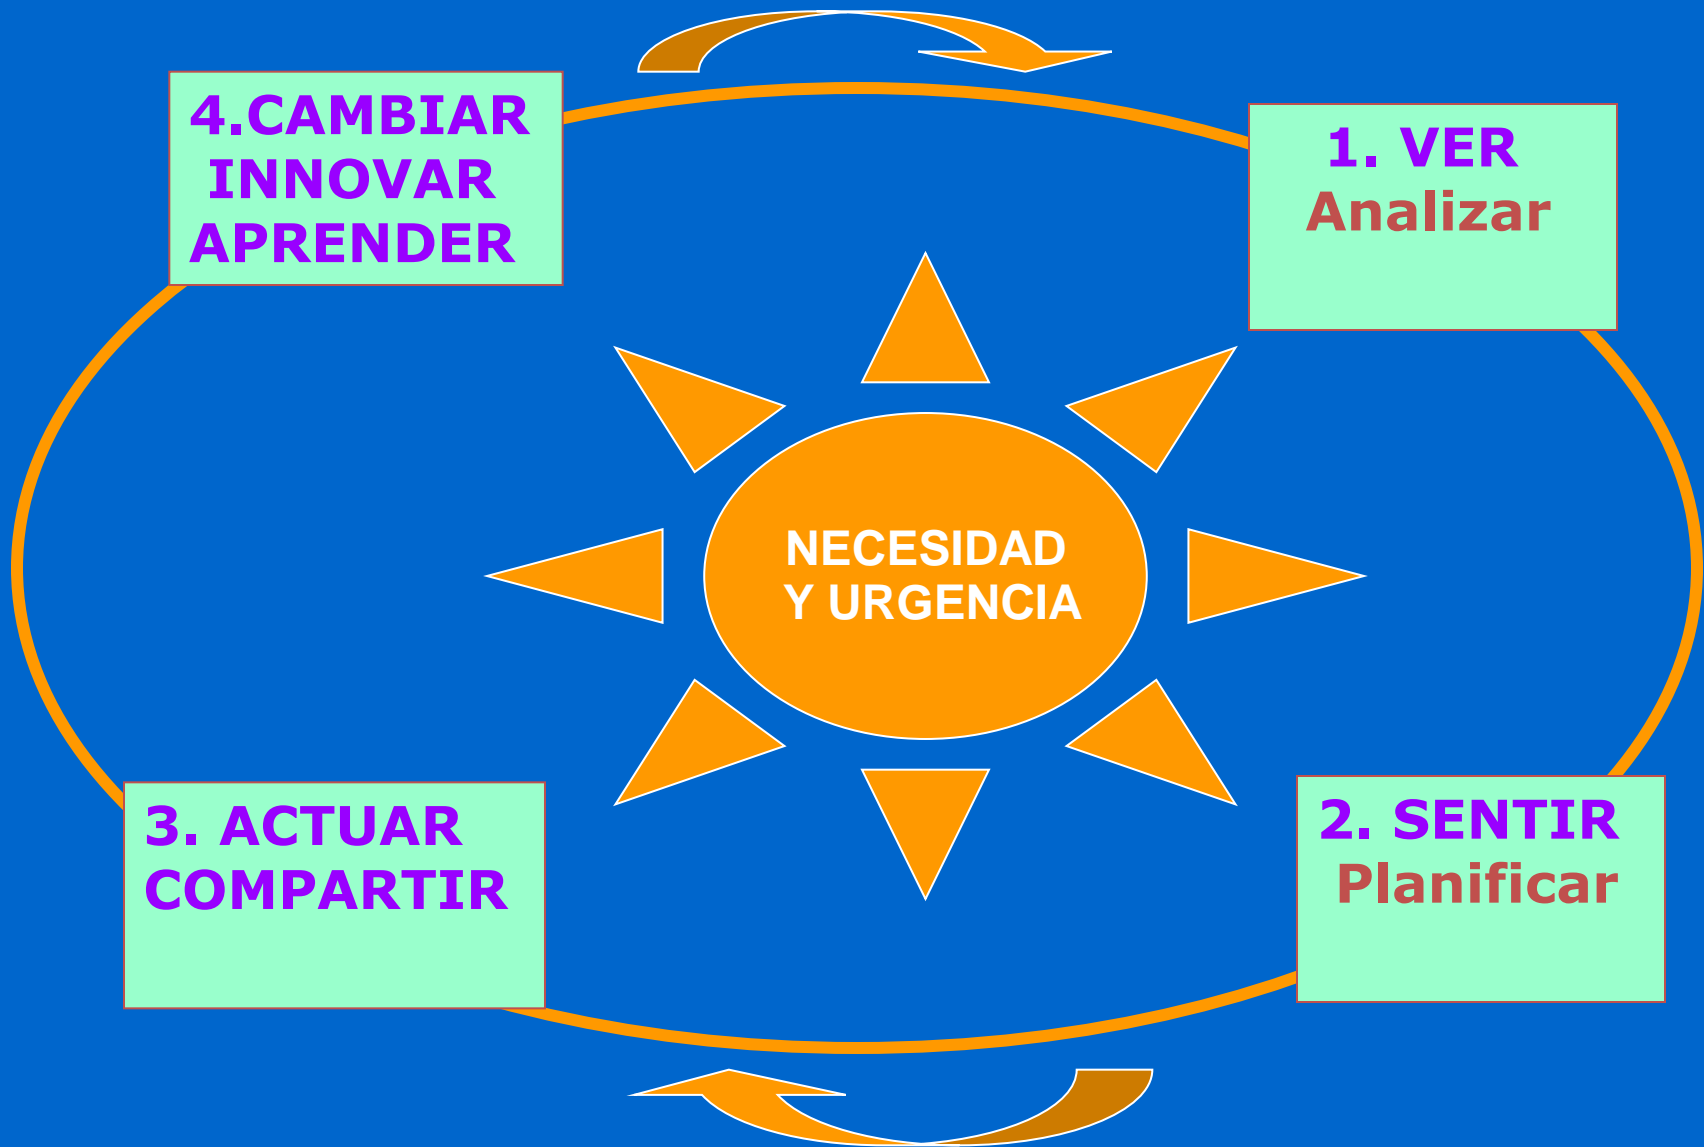 4.CAMBIAR
INNOVAR
APRENDER
1. VER
Analizar
NECESIDAD
Y URGENCIA
3. ACTUAR
COMPARTIR
2. SENTIR
Planificar